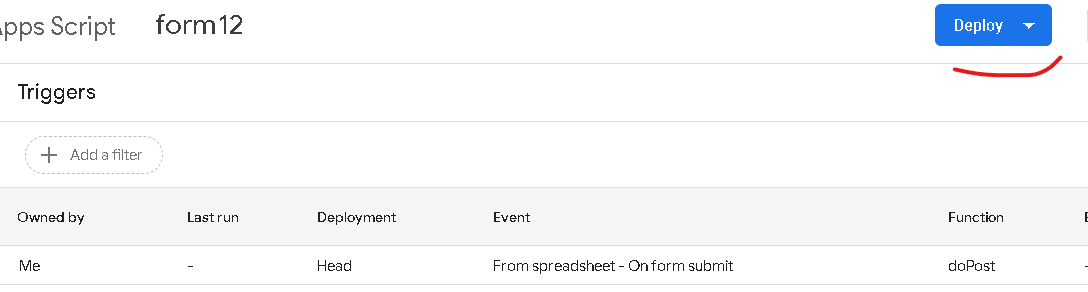 Apps Script form12 Deploy
Triggers
Add a filter
Owned by Last run Deployment Event Function
Me - Head From spreadsheet - On form submit doPost -